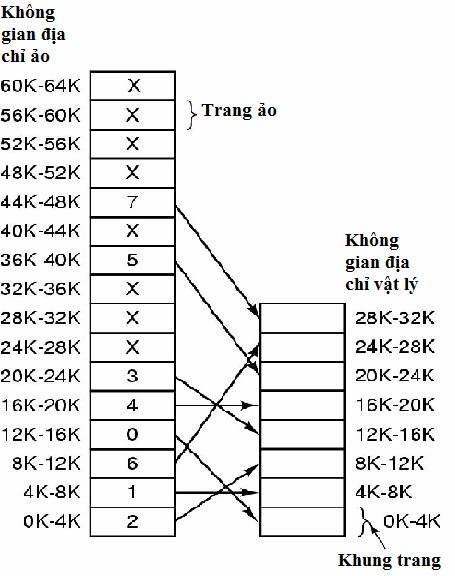 Không
gian địa
chỉ ảo
60K-64K X
56K-60K X Trang ảo
52K-56K X
48K-52K X
44K-48K 7
40K-44K X
36K 40K 5
32K-36K X
28K-32K X
24K-28K X
20K-24K 3
16K-20K 4
12K-16K 0
8K-12K 6
4K-8K 1
0K-4K 2
Không
gian địa
chỉ vật lý
28K-32K
24K-28K
20K-24K
16K-20K
12K-16K
8K-12K
4K-8K
0K-4K
Khung trang